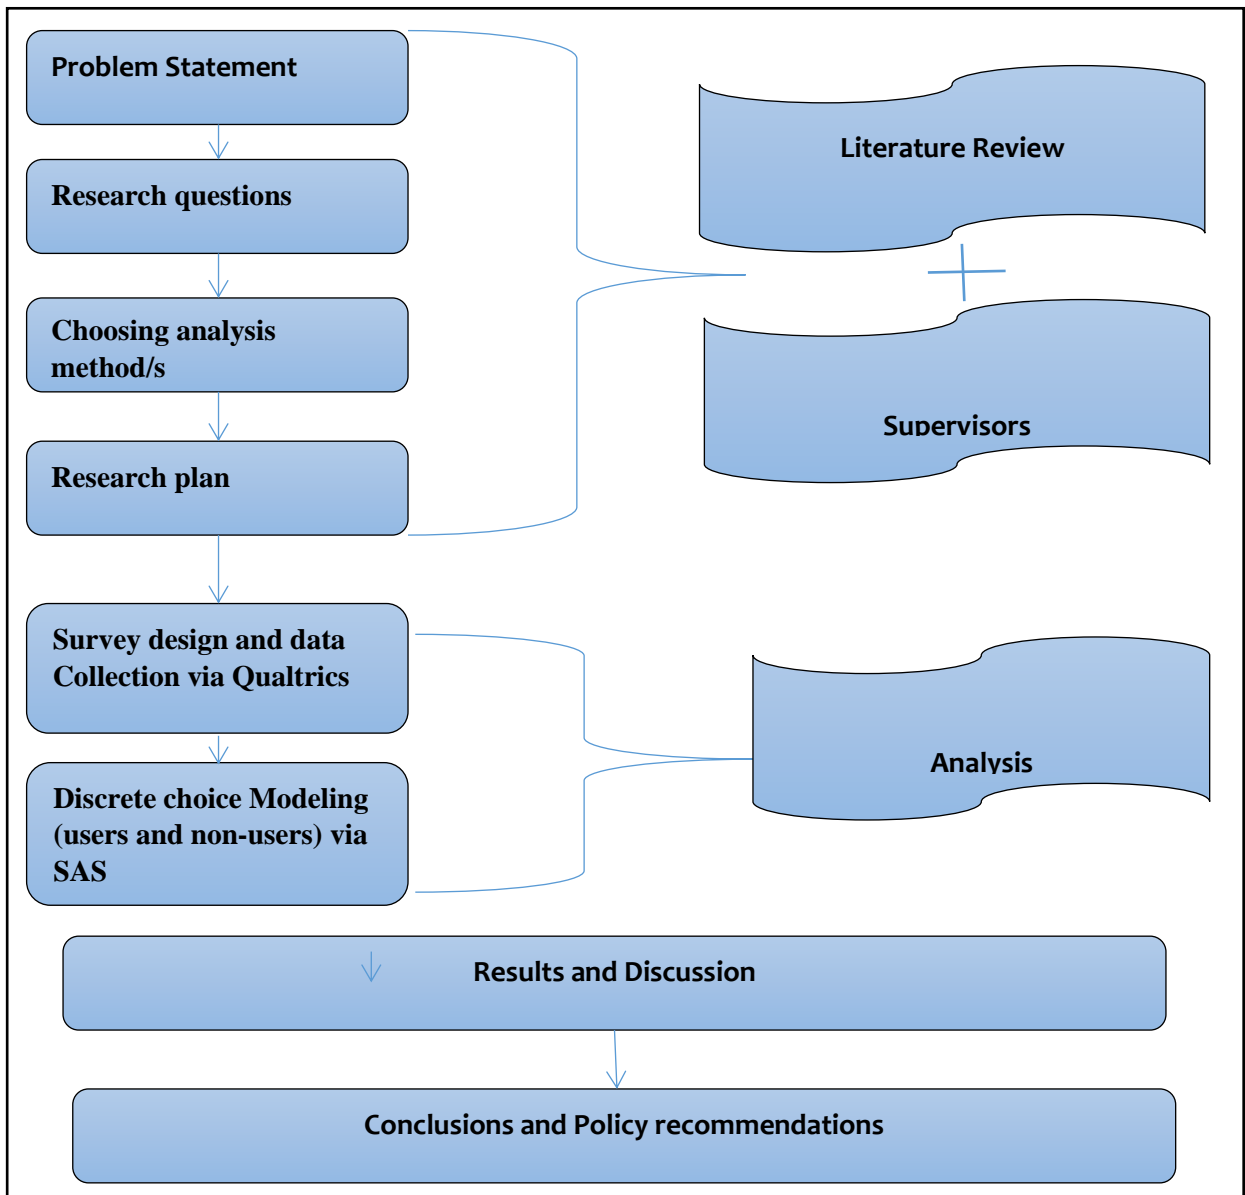 Problem Statement
Research questions
Choosing analysis
method/s
Research plan
Survey design and data
Collection via Qualtrics
Discrete choice Modeling
(users and non-users) via
SAS
Literature Review
Supervisors
Analysis
Results and Discussion
Conclusions and Policy recommendations